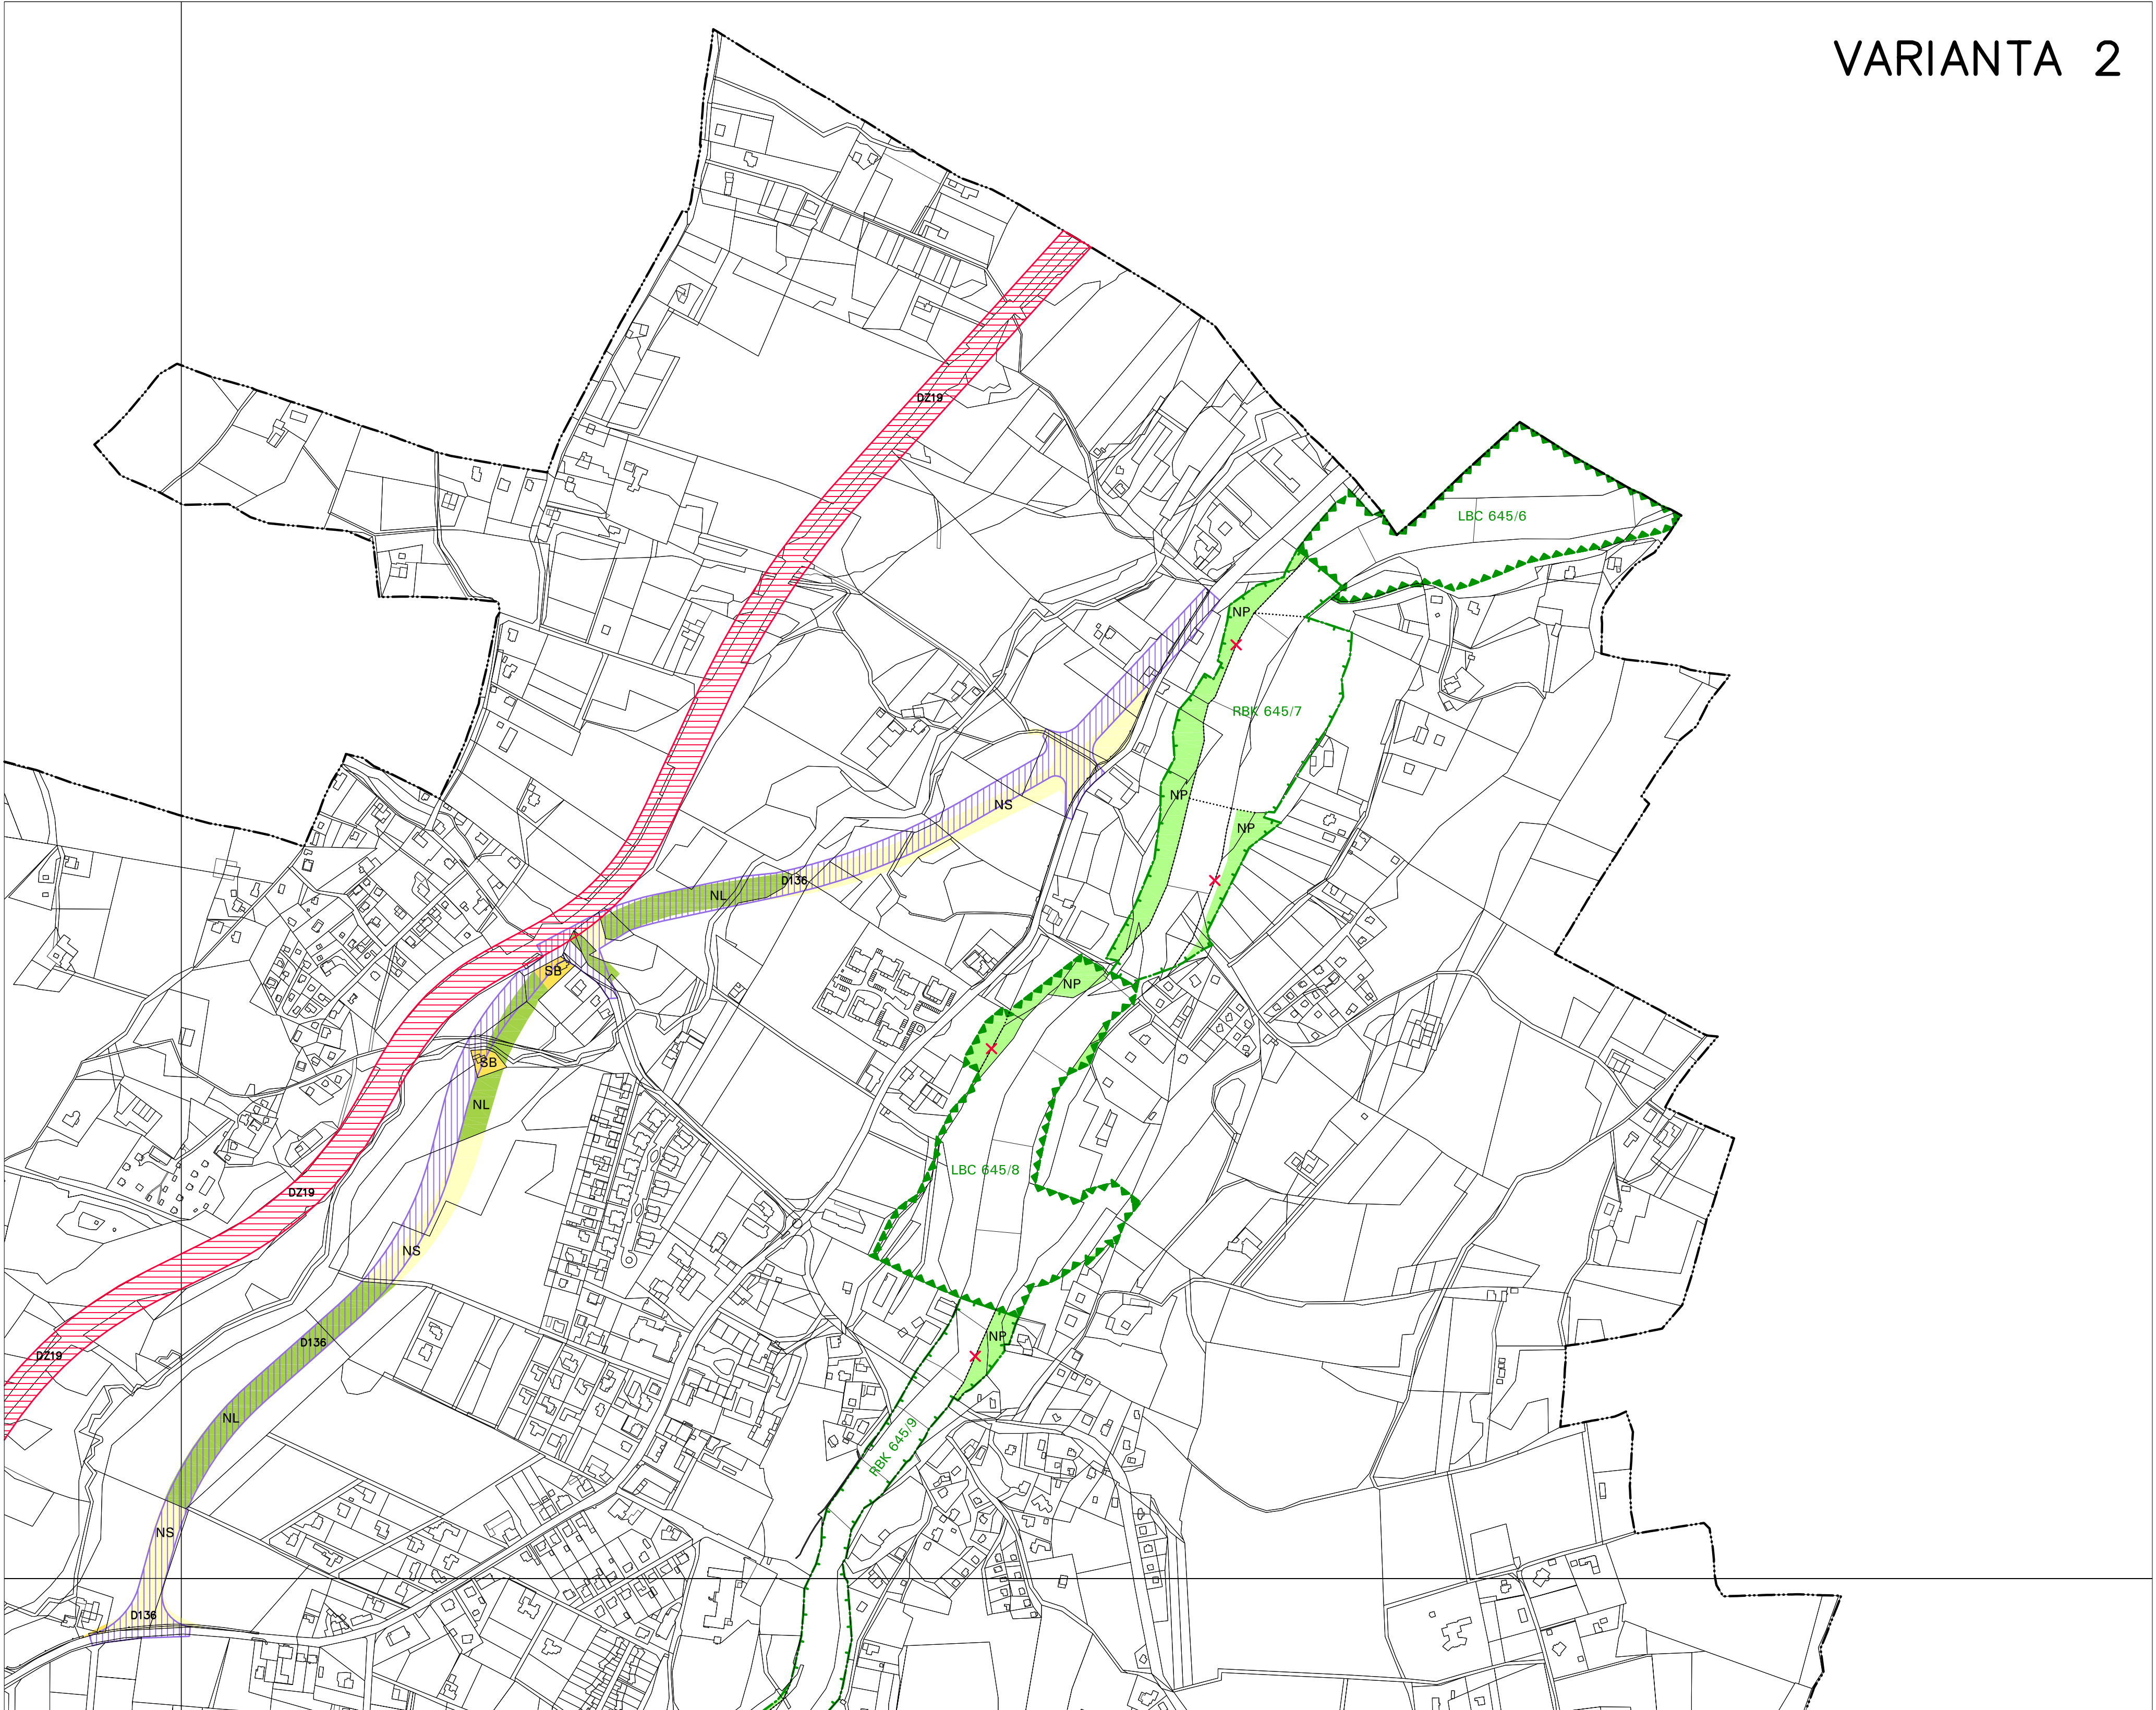 VARIANTA 2
DZ19
LBC 645/6
NP
RBK 645/7
NS
NP
NP
D136
NL
SB
NP
SB
NL
LBC 645/8
DZ19
NS
NP
D136
DZ19
NL
RBK 645/9
NS
D136